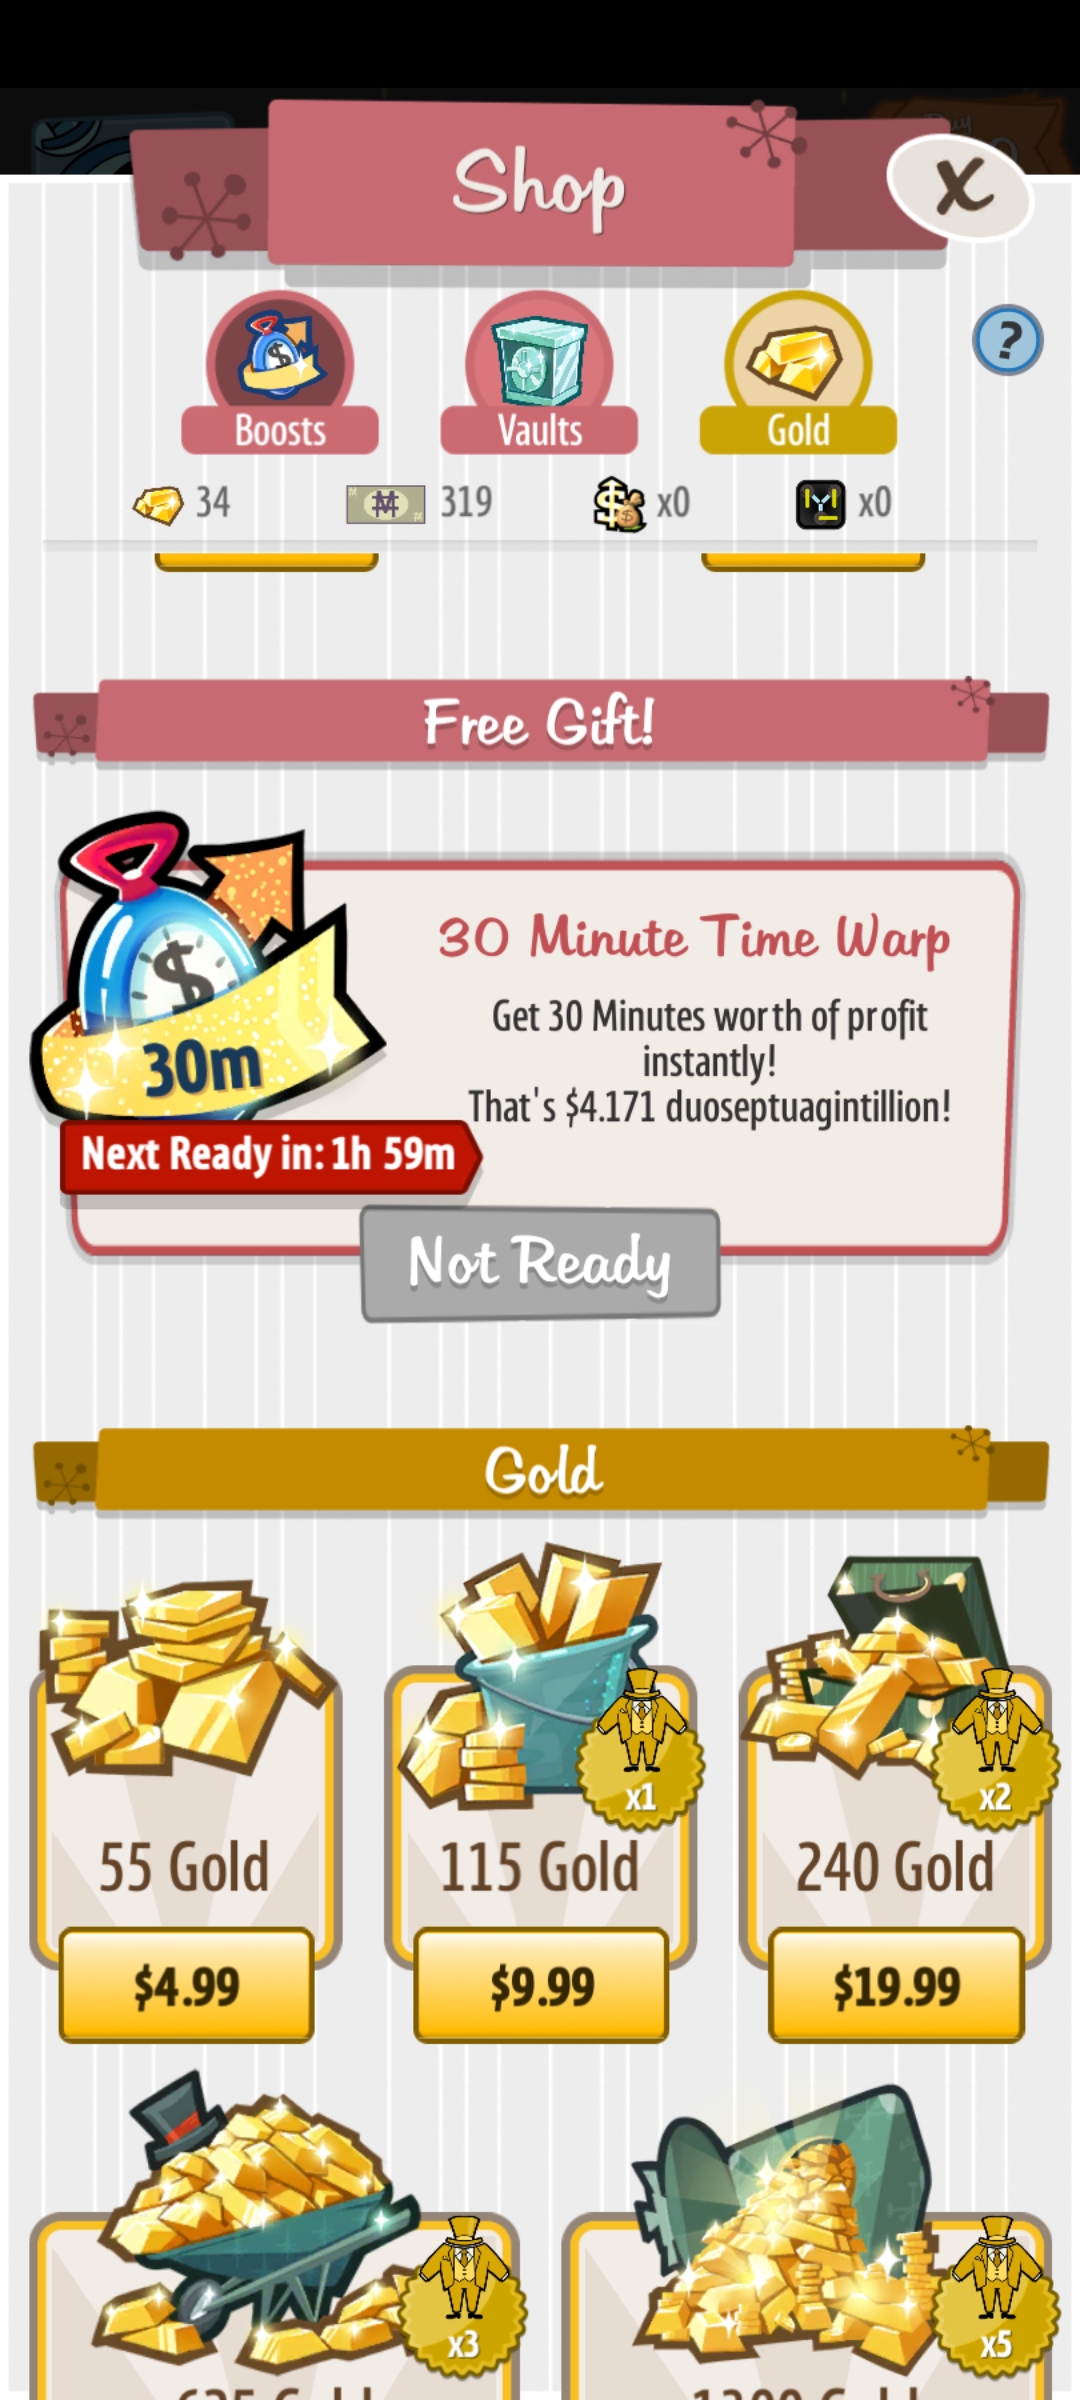 Shop
X
?
Boosts
Vaults
Gold
34
319
x0
x0
Free Gift!
30 Minute Time Warp
Get 30 Minutes worth of profit
instantly!
That's $4.171 duoseptuagintillion!
30m
Next Ready in: 1h 59m
Not Ready
Gold
x1
x2
55 Gold
115 Gold
240 Gold
$4.99
$9.99
$19.99
x3
x5